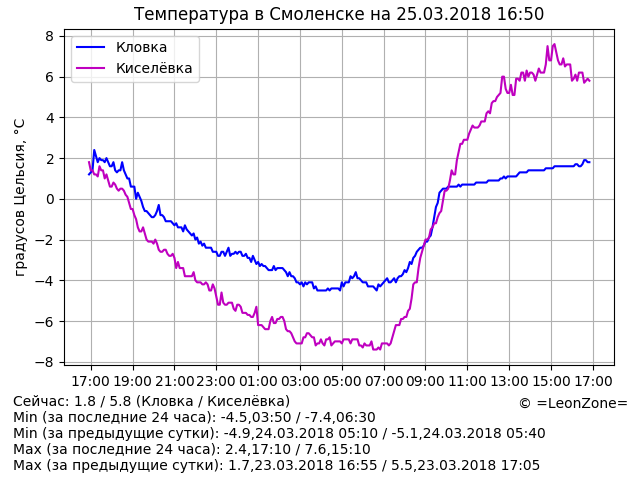 Температура в Смоленске на 25.03.2018 16:50
Кловка
Киселёвка
градусов Цельсия, °C
8
6
4
2
0
−2
−4
−6
−8
17:00 19:00 21:00 23:00 01:00 03:00 05:00 07:00 09:00 11:00 13:00 15:00 17:00
Сейчас: 1.8 / 5.8 (Кловка / Киселёвка)
© =LeonZone=
Min (за последние 24 часа): -4.5,03:50 / -7.4,06:30
Min (за предыдущие сутки): -4.9,24.03.2018 05:10 / -5.1,24.03.2018 05:40
Max (за последние 24 часа): 2.4,17:10 / 7.6,15:10
Max (за предыдущие сутки): 1.7,23.03.2018 16:55 / 5.5,23.03.2018 17:05